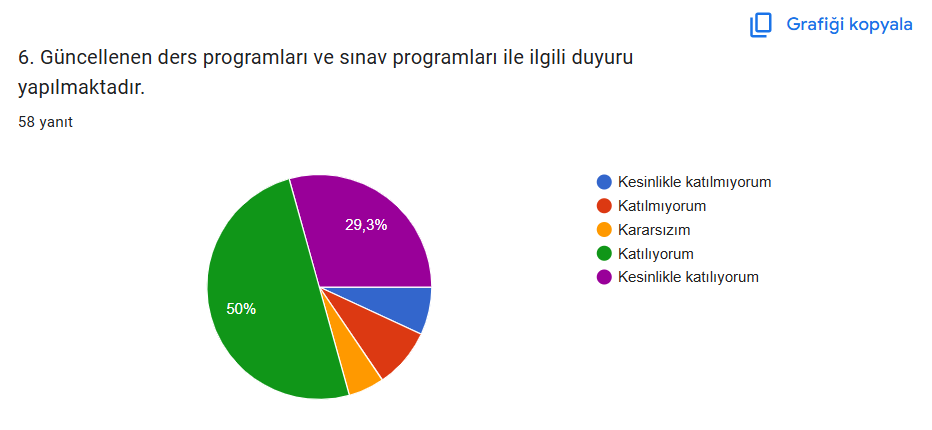 Grafiği kopyala
6. Güncellenen ders programları ve sınav programları ile ilgili duyuru
yapılmaktadır.
58 yanıt
29,3%
50%
Kesinlikle katılmıyorum
Katılmıyorum
Kararsızım
Katılıyorum
Kesinlikle katılıyorum